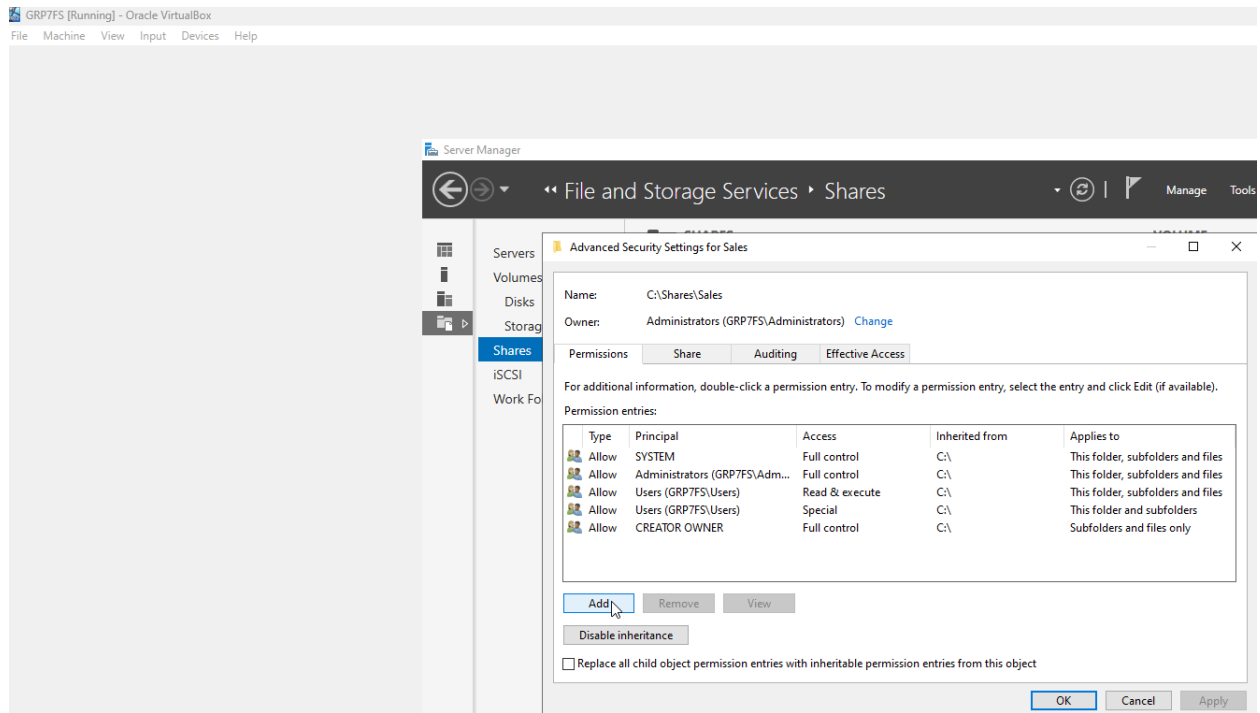 GRP7FS [Running] - Oracle VirtualBox
File Machine View Input Devices Help
Server Manager
File and Storage Services Shares
Manage Tools
Servers
Volumes
Disks
Storag
Shares
iSCSI
Work Fo
Advanced Security Settings for Sales
Name: C:\Shares\Sales
Owner: Administrators (GRP7FS\Administrators) Change
Permissions Share Auditing Effective Access
For additional information, double-click a permission entry. To modify a permission entry, select the entry and click Edit (if available).
Permission entries:
Type Principal Access Inherited from Applies to
Allow SYSTEM Full control C:\ This folder, subfolders and files
Allow Administrators (GRP7FS\Adm... Full control C:\ This folder, subfolders and files
Allow Users (GRP7FS\Users) Read & execute C:\ This folder, subfolders and files
Allow Users (GRP7FS\Users) Special C:\ This folder and subfolders
Allow CREATOR OWNER Full control C:\ Subfolders and files only
Add Remove View
Disable inheritance
Replace all child object permission entries with inheritable permission entries from this object
OK Cancel Apply